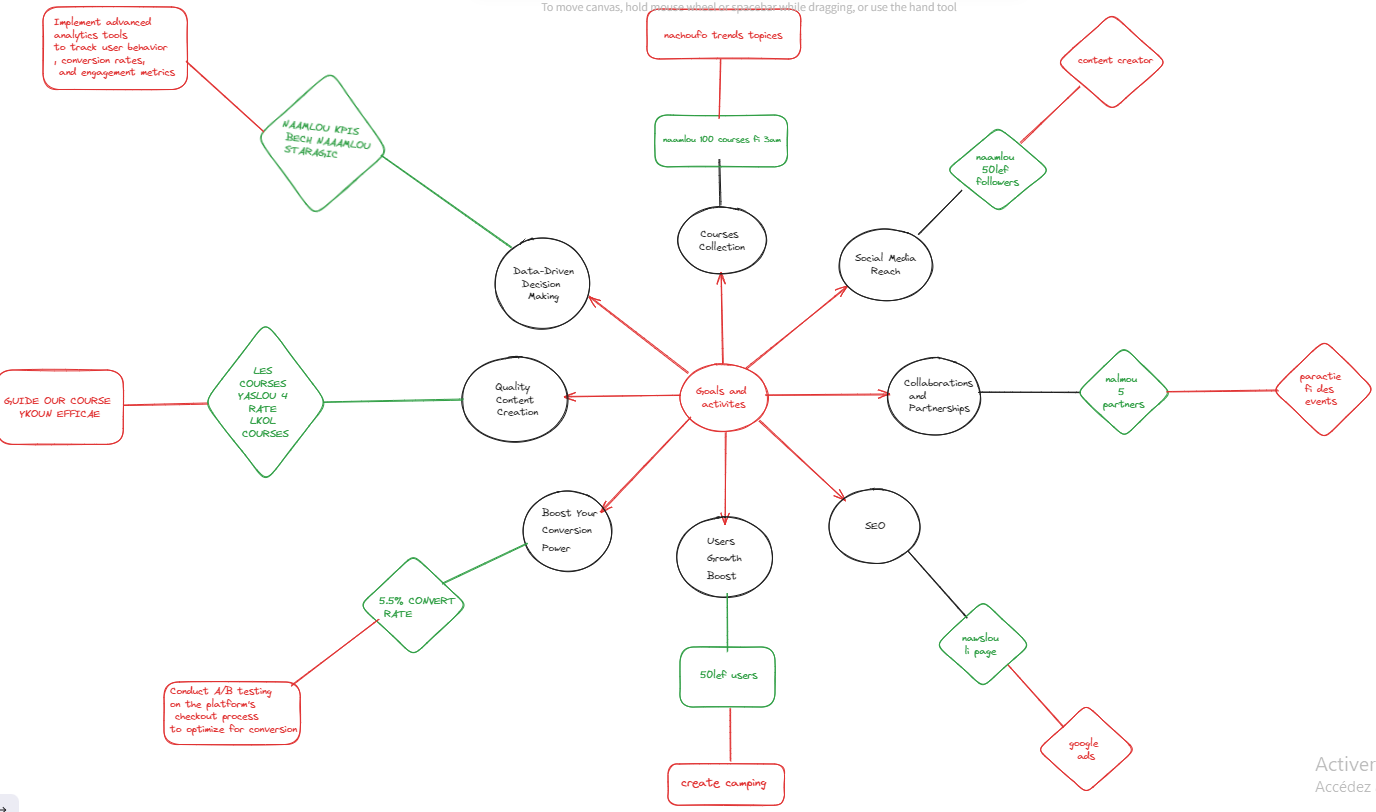 To move canvas, hold mouse wheel or spacebar while dragging, or use the hand tool
Implement advanced
analytics tools
to track user behavior
, conversion rates,
and engagement metrics
nachoufo trends topices
content creator
NAAMLOU KPIS
BECH NAAAMLOU
STARAGIC
naamlou 100 courses fi 3am
naamlou
50lef
followers
Courses
Collection
Social Media
Reach
Data-Driven
Decision
Making
GUIDE OUR COURSE
YKOUN EFFICAE
LES
COURSES
YASLOU 4
RATE
LKOL
COURSES
Quality
Content
Creation
Goals and
activites
Collaborations
and
Partnerships
nalmou
5
partners
paractie
fi des
events
Boost Your
Conversion
Power
Users
Growth
Boost
SEO
5.5% CONVERT
RATE
nawslou
li page
50lef users
Conduct A/B testing
on the platform's
checkout process
to optimize for conversion
google
ads
create camping
Activer
Accédez